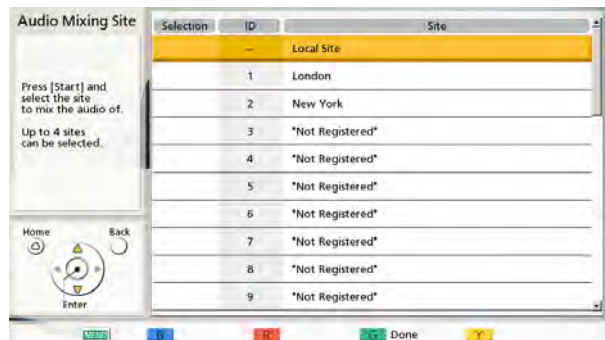 Audio Mixing Site
Selection ID Site
– Local Site
1 London
2 New York
3 "Not Registered"
4 "Not Registered"
5 "Not Registered"
6 "Not Registered"
7 "Not Registered"
8 "Not Registered"
9 "Not Registered"
Press [Start] and
select the site
to mix the audio of.
Up to 4 sites
can be selected.
Home Back
Enter
MENU B R G Done Y